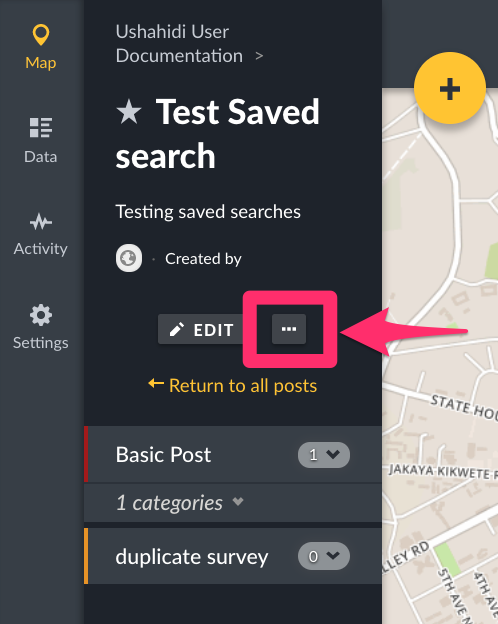 Map
Data
Activity
Settings
Ushahidi User
Documentation >
Test Saved
search
Testing saved searches
· Created by
EDIT ...
Return to all posts
Basic Post 1
1 categories
duplicate survey 0
+
STATE HOU
JAKAYA KIKWETE R
LLEY RD
5TH AVE N
4TH AV